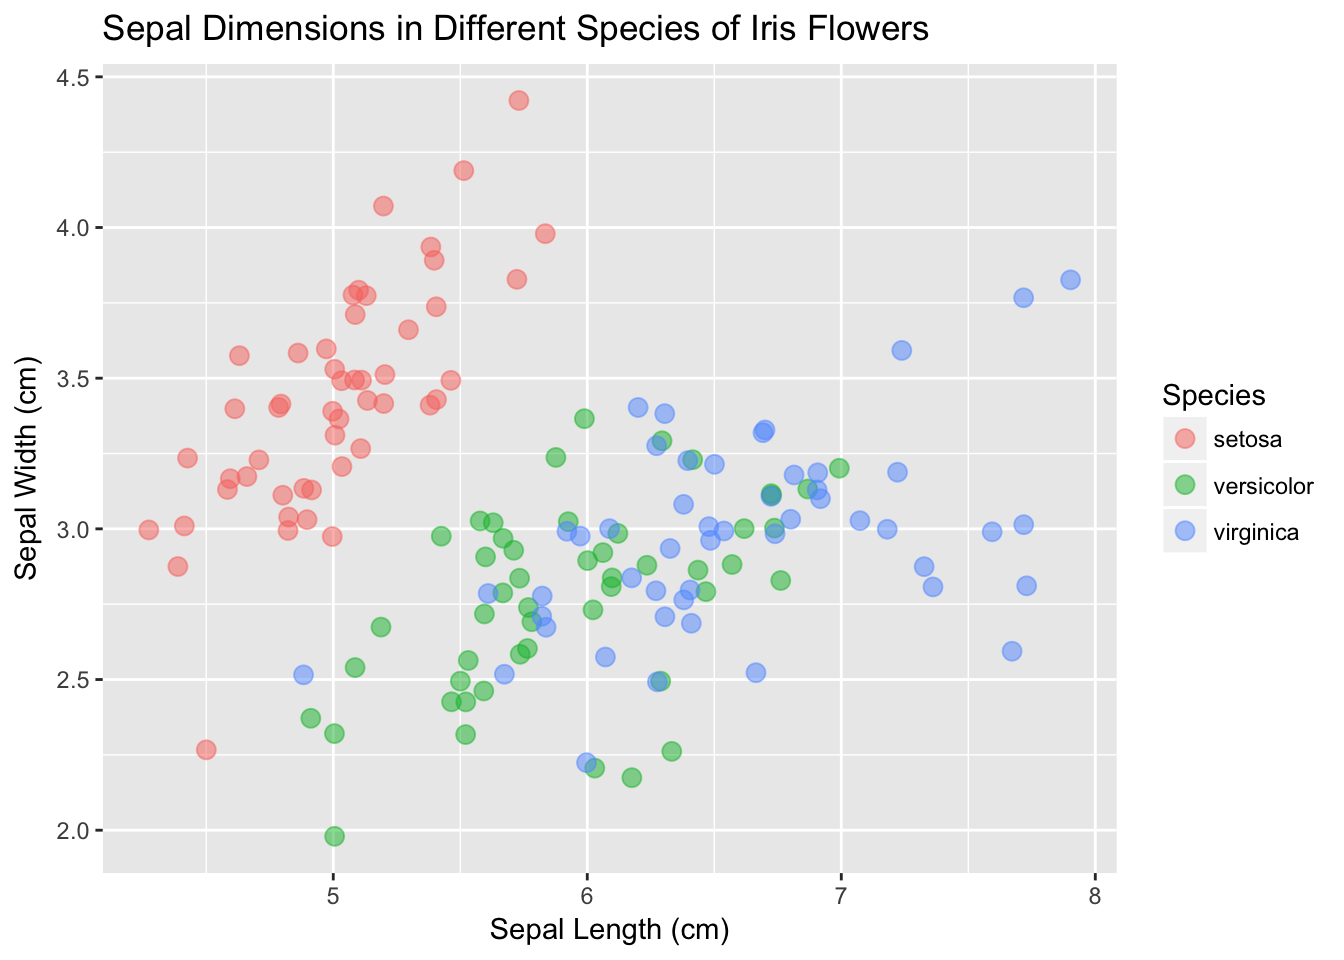 Sepal Dimensions in Different Species of Iris Flowers
4.5
4.0
3.5
3.0
2.5
2.0
Sepal Width (cm)
5 6 7 8
Sepal Length (cm)
Species
setosa
versicolor
virginica